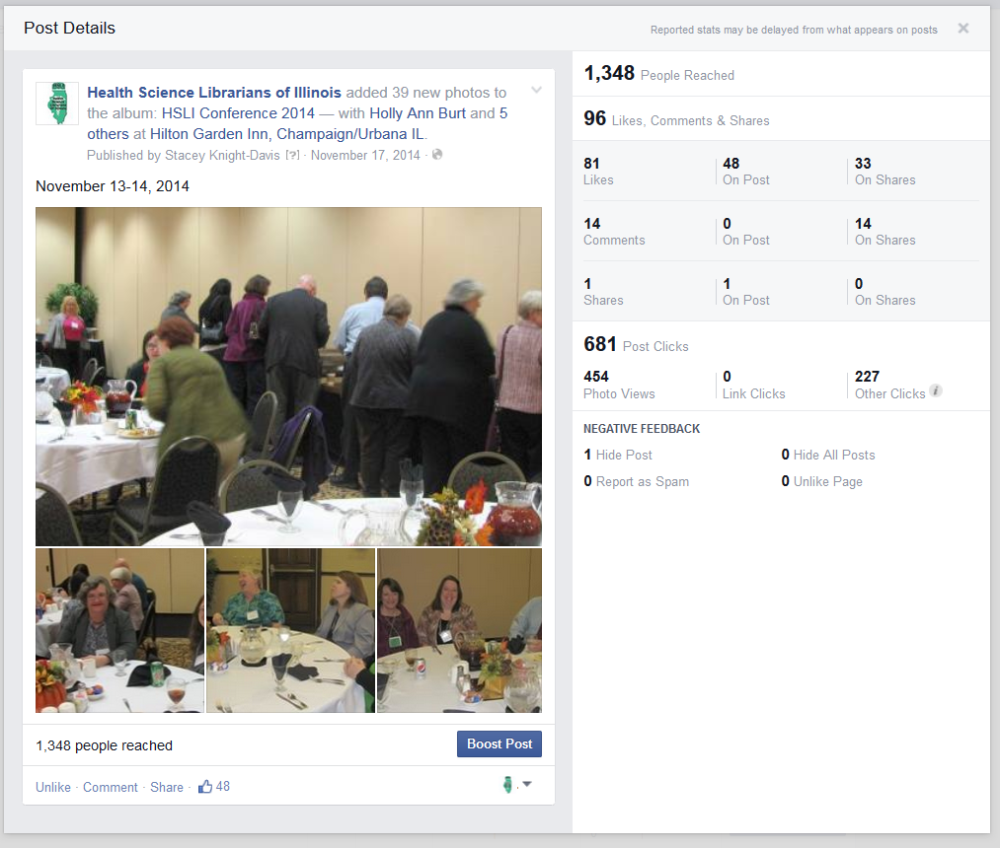 Post Details
Reported stats may be delayed from what appears on posts
Health Science Librarians of Illinois added 39 new photos to
the album: HSLI Conference 2014 — with Holly Ann Burt and 5
others at Hilton Garden Inn, Champaign/Urbana IL.
Published by Stacey Knight-Davis [?] · November 17, 2014 ·
November 13-14, 2014
1,348 people reached
Boost Post
Unlike · Comment · Share · 48
1,348 People Reached
96 Likes, Comments & Shares
81 48 33
Likes On Post On Shares
14 0 14
Comments On Post On Shares
1 1 0
Shares On Post On Shares
681 Post Clicks
454 0 227
Photo Views Link Clicks Other Clicks i
NEGATIVE FEEDBACK
1 Hide Post 0 Hide All Posts
0 Report as Spam 0 Unlike Page